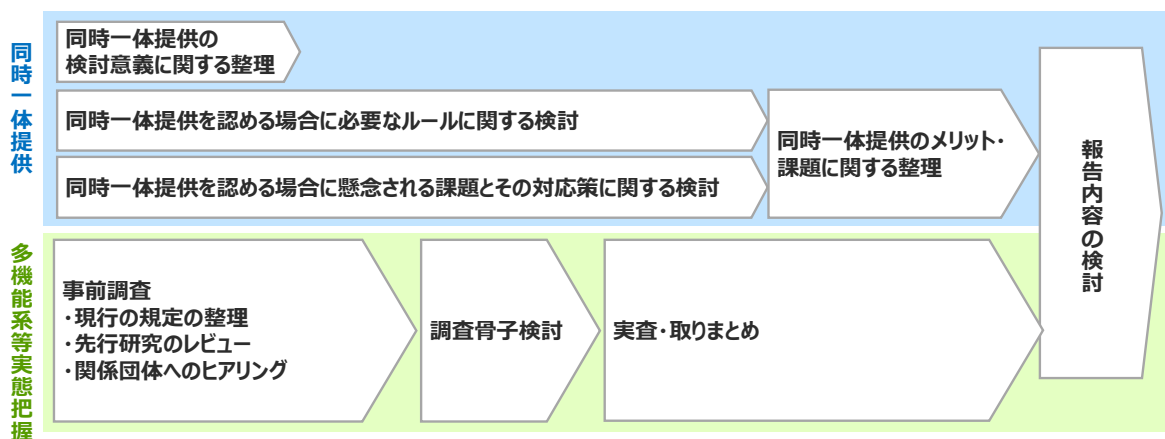 同時一体提供
同時一体提供の
検討意義に関する整理
同時一体提供を認める場合に必要なルールに関する検討
同時一体提供を認める場合に懸念される課題とその対応策に関する検討
同時一体提供のメリット・
課題に関する整理
報告内容の検討
多機能系等実態把握
事前調査
・現行の規定の整理
・先行研究のレビュー
・関係団体へのヒアリング
調査骨子検討
実査・取りまとめ